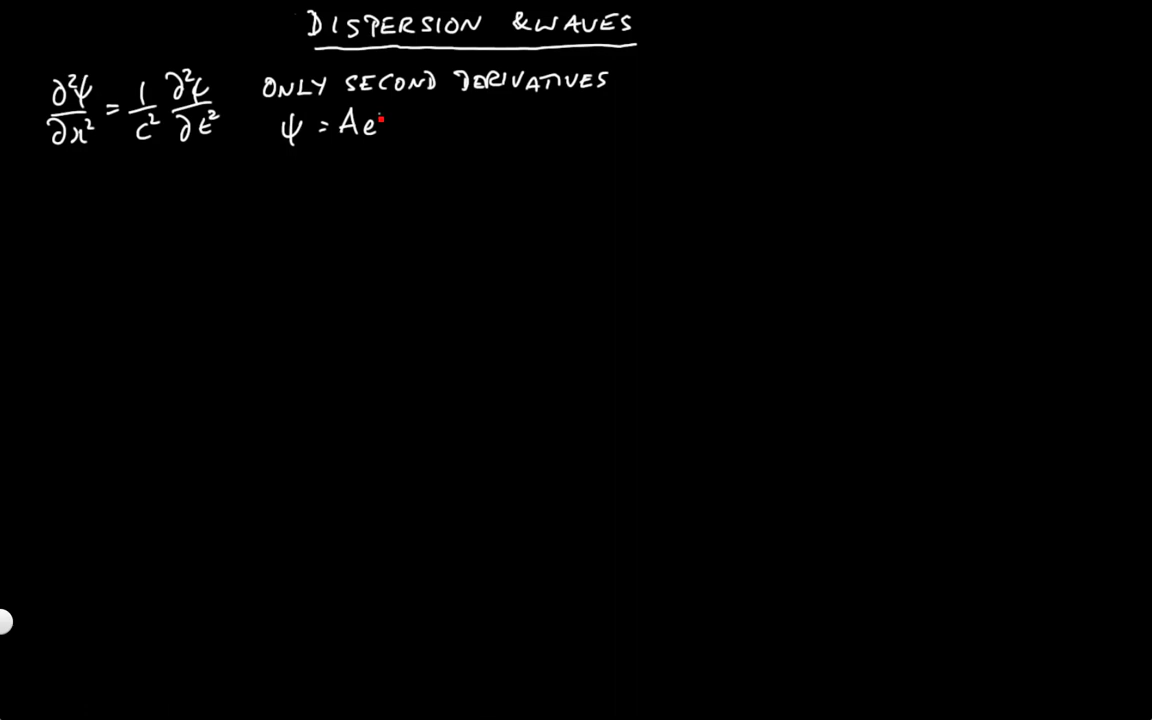 DISPERSION & WAVES
∂²ψ/∂x² = 1/c² ∂²ψ/∂t² ONLY SECOND DERIVATIVES
ψ = Ae